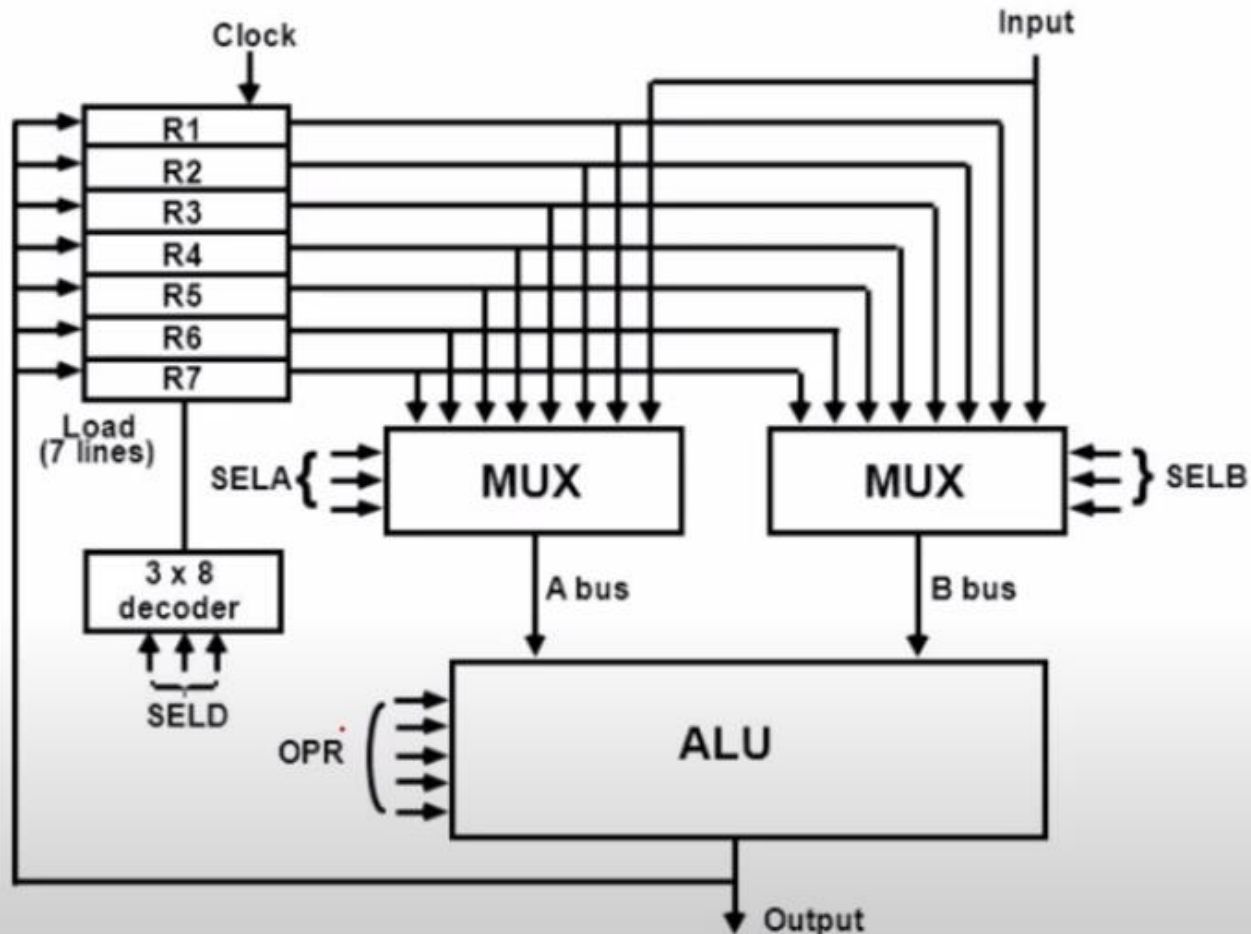 Clock
Input
R1
R2
R3
R4
R5
R6
R7
Load
(7 lines)
SELA
MUX
MUX
SELB
3 x 8
decoder
A bus
B bus
SELD
OPR
ALU
Output